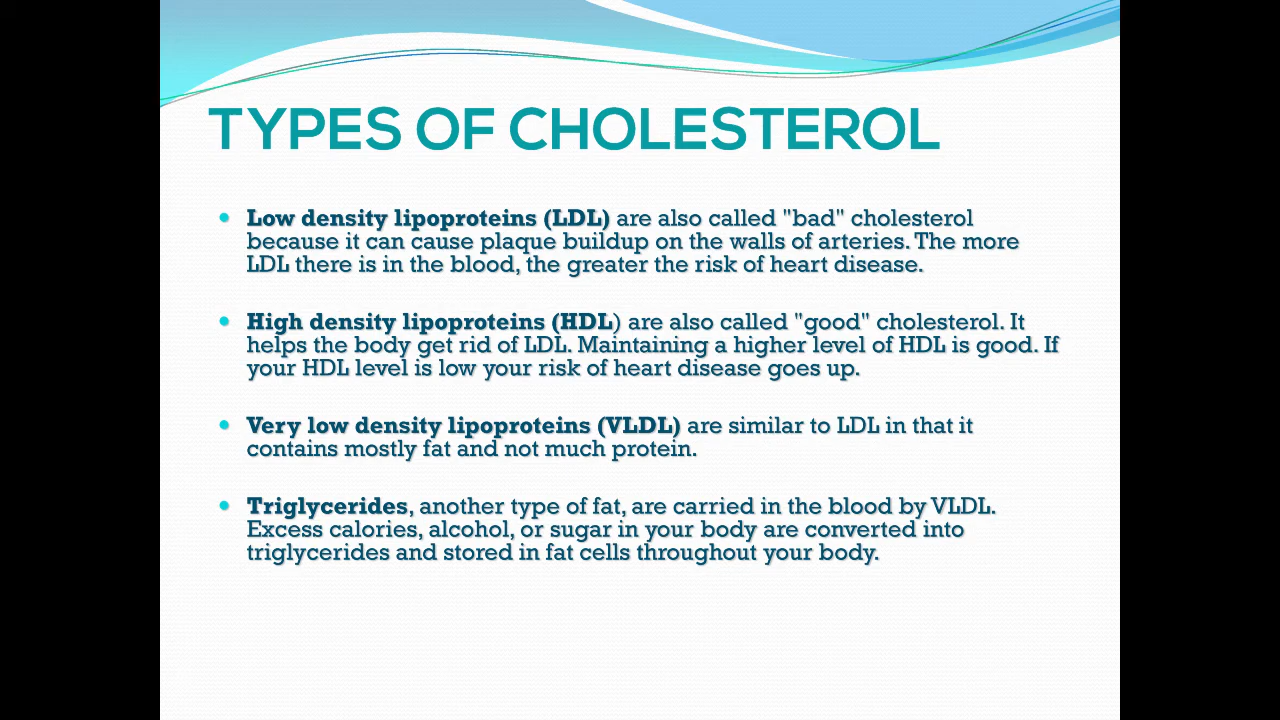 TYPES OF CHOLESTEROL
Low density lipoproteins (LDL) are also called "bad" cholesterol
because it can cause plaque buildup on the walls of arteries. The more
LDL there is in the blood, the greater the risk of heart disease.
High density lipoproteins (HDL) are also called "good" cholesterol. It
helps the body get rid of LDL. Maintaining a higher level of HDL is good. If
your HDL level is low your risk of heart disease goes up.
Very low density lipoproteins (VLDL) are similar to LDL in that it
contains mostly fat and not much protein.
Triglycerides, another type of fat, are carried in the blood by VLDL.
Excess calories, alcohol, or sugar in your body are converted into
triglycerides and stored in fat cells throughout your body.